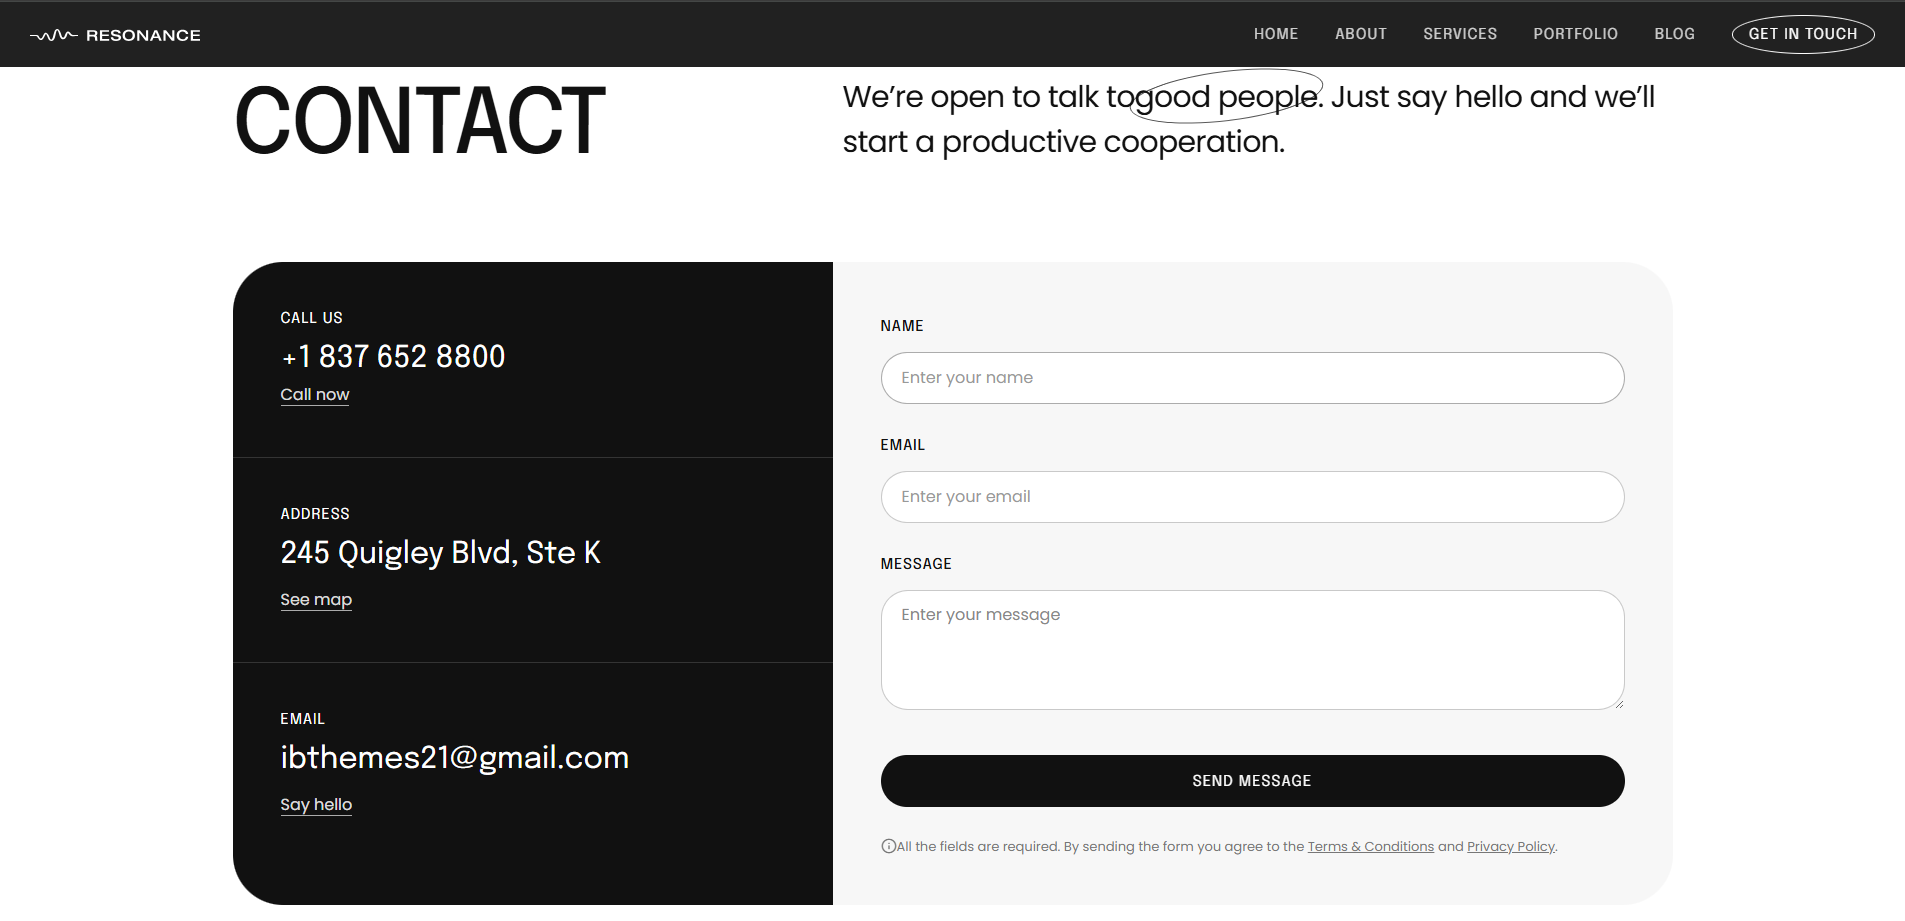 RESONANCE
HOME ABOUT SERVICES PORTFOLIO BLOG GET IN TOUCH
CONTACT
We’re open to talk togood people. Just say hello and we’ll
start a productive cooperation.
CALL US
+1 837 652 8800
Call now
ADDRESS
245 Quigley Blvd, Ste K
See map
EMAIL
ibthemes21@gmail.com
Say hello
NAME
Enter your name
EMAIL
Enter your email
MESSAGE
Enter your message
SEND MESSAGE
All the fields are required. By sending the form you agree to the Terms & Conditions and Privacy Policy.